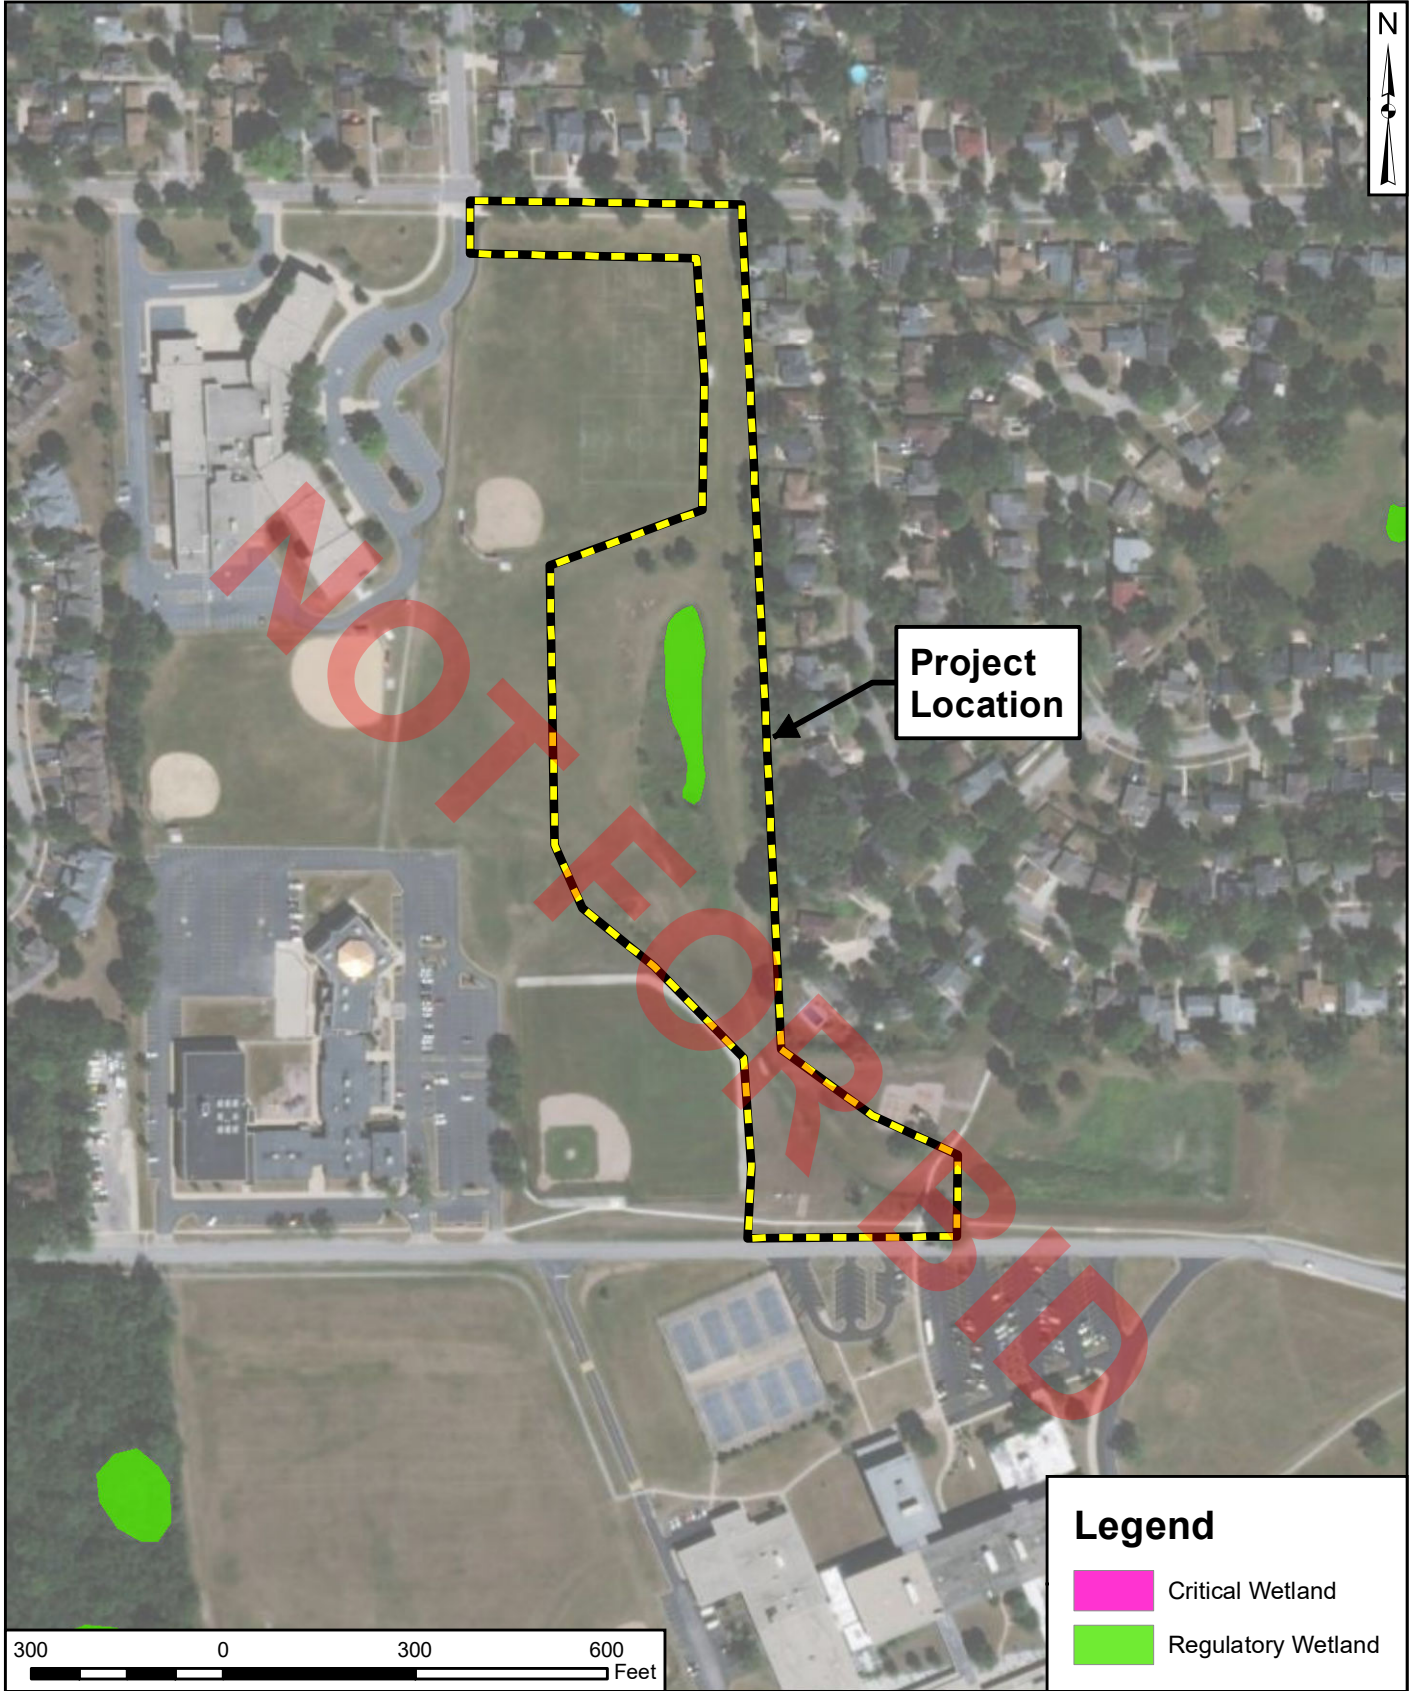 N
Project
Location
NOT FOR BID
Legend
Critical Wetland
Regulatory Wetland
300 0 300 600
Feet